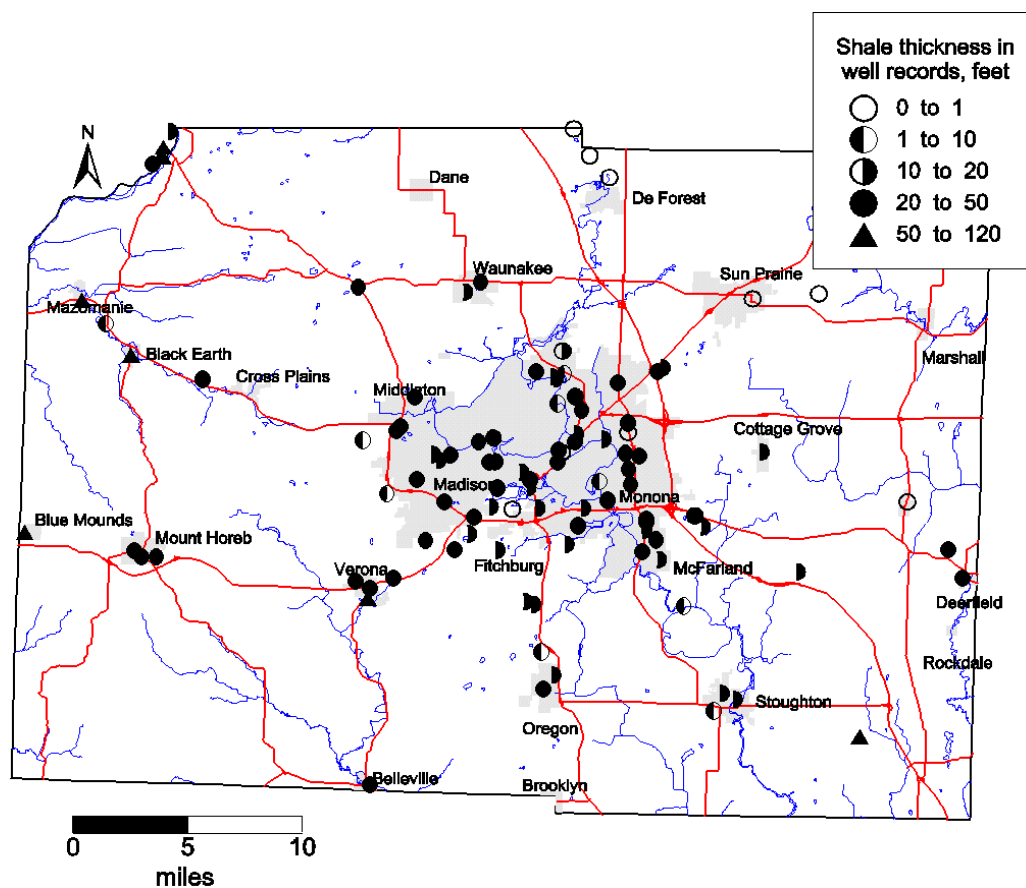 Shale thickness in
well records, feet
0 to 1
1 to 10
10 to 20
20 to 50
50 to 120
N
Dane
De Forest
Waunakee
Sun Prairie
Mazomanie
Black Earth
Marshall
Cross Plains
Middleton
Cottage Grove
Madison
Monona
Blue Mounds
Mount Horeb
Verona
Fitchburg
McFarland
Deerfield
Rockdale
Stoughton
Oregon
Belleville
Brooklyn
0 5 10
miles